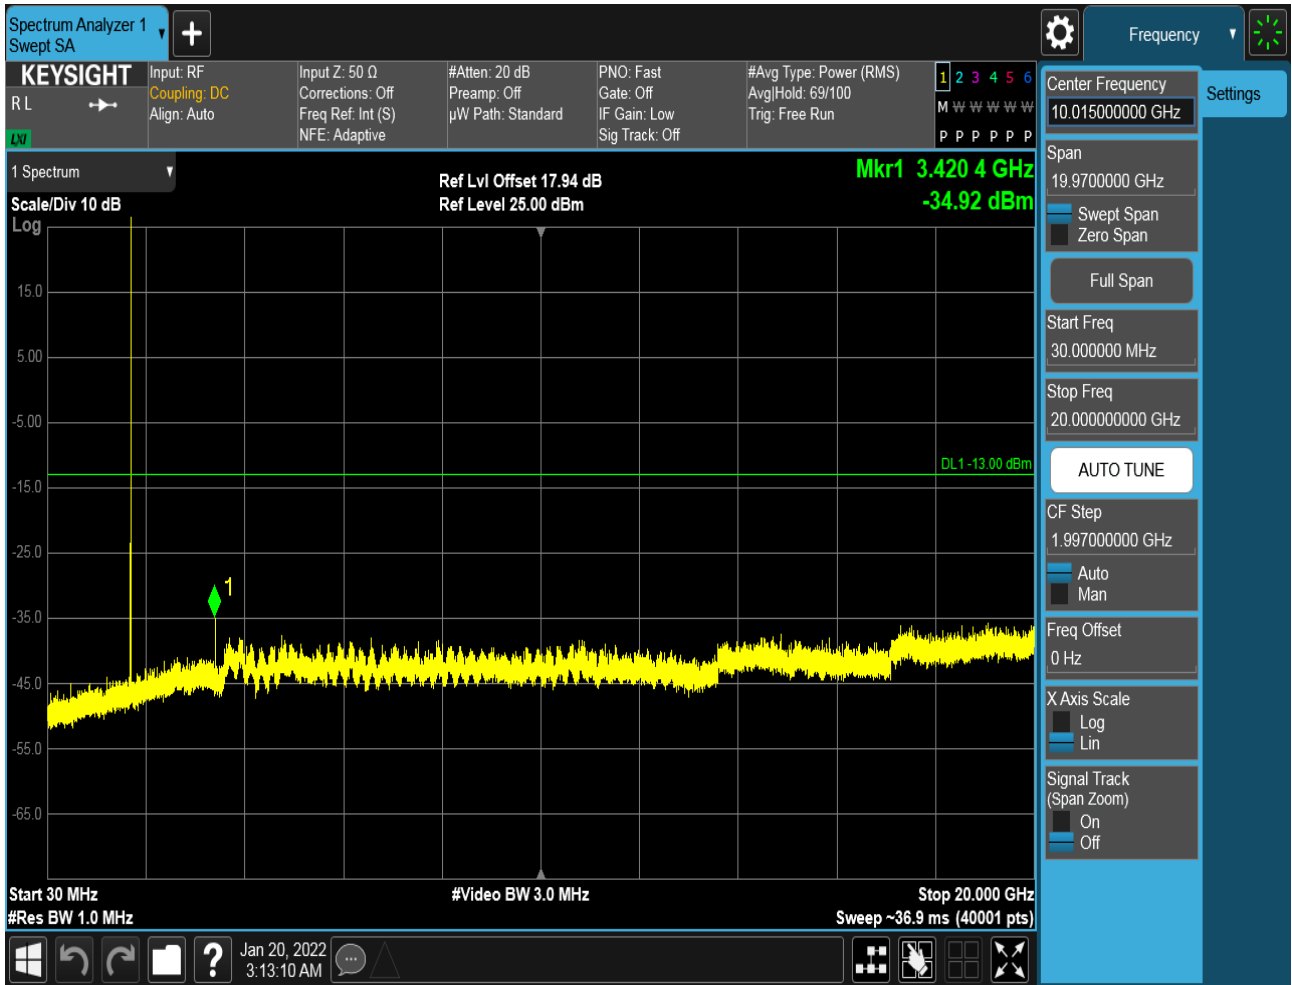 Spectrum Analyzer 1
Swept SA
Frequency
KEYSIGHT
R L
LXI
Input: RF
Coupling: DC
Align: Auto
Input Z: 50 Ω
Corrections: Off
Freq Ref: Int (S)
NFE: Adaptive
#Atten: 20 dB
Preamp: Off
µW Path: Standard
PNO: Fast
Gate: Off
IF Gain: Low
Sig Track: Off
#Avg Type: Power (RMS)
Avg|Hold: 69/100
Trig: Free Run
1 2 3 4 5 6
M W W W W W
P P P P P P
1 Spectrum
Scale/Div 10 dB
Log
Ref Lvl Offset 17.94 dB
Ref Level 25.00 dBm
Mkr1 3.420 4 GHz
-34.92 dBm
15.0
5.00
-5.00
DL1 -13.00 dBm
-15.0
-25.0
1
-35.0
-45.0
-55.0
-65.0
Start 30 MHz
#Res BW 1.0 MHz
#Video BW 3.0 MHz
Stop 20.000 GHz
Sweep ~36.9 ms (40001 pts)
?
Jan 20, 2022
3:13:10 AM
Center Frequency
10.015000000 GHz
Settings
Span
19.9700000 GHz
Swept Span
Zero Span
Full Span
Start Freq
30.000000 MHz
Stop Freq
20.000000000 GHz
AUTO TUNE
CF Step
1.997000000 GHz
Auto
Man
Freq Offset
0 Hz
X Axis Scale
Log
Lin
Signal Track
(Span Zoom)
On
Off